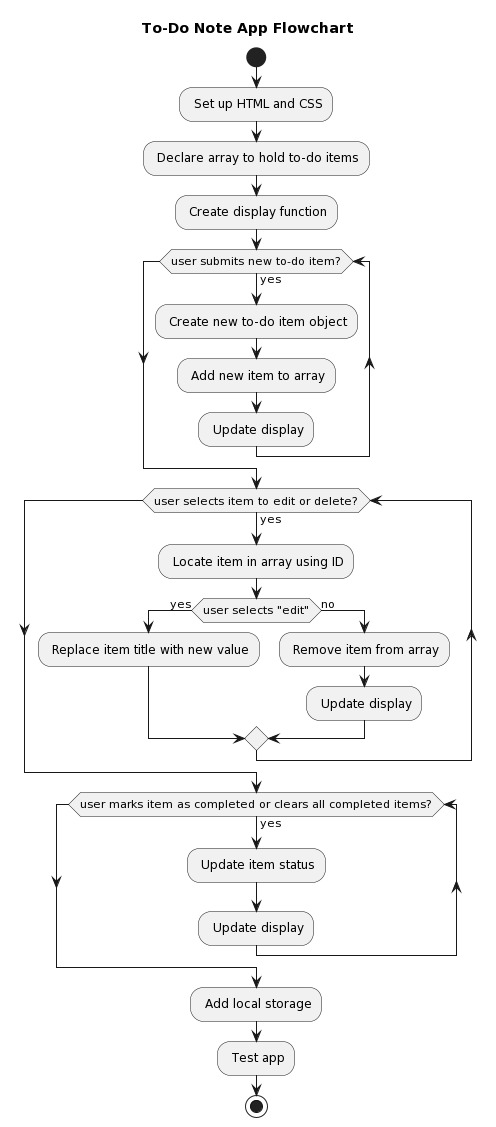 To-Do Note App Flowchart
Set up HTML and CSS
Declare array to hold to-do items
Create display function
user submits new to-do item?
yes
Create new to-do item object
Add new item to array
Update display
user selects item to edit or delete?
yes
Locate item in array using ID
yes
user selects "edit"
no
Replace item title with new value
Remove item from array
Update display
user marks item as completed or clears all completed items?
yes
Update item status
Update display
Add local storage
Test app